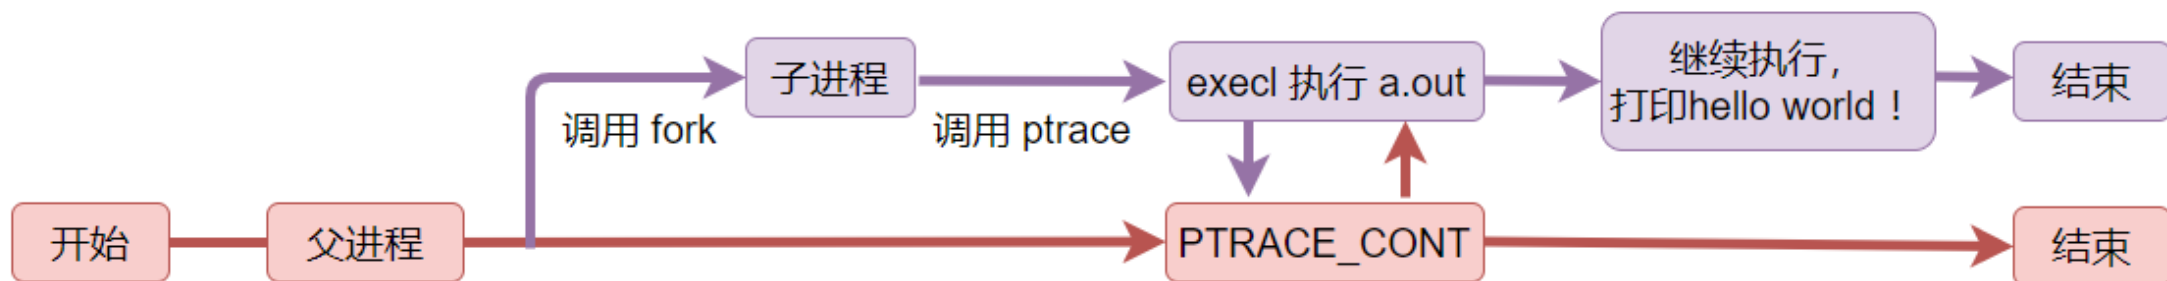 子进程
execl 执行 a.out
继续执行，
打印hello world！
结束
调用 fork
调用 ptrace
开始
父进程
PTRACE_CONT
结束